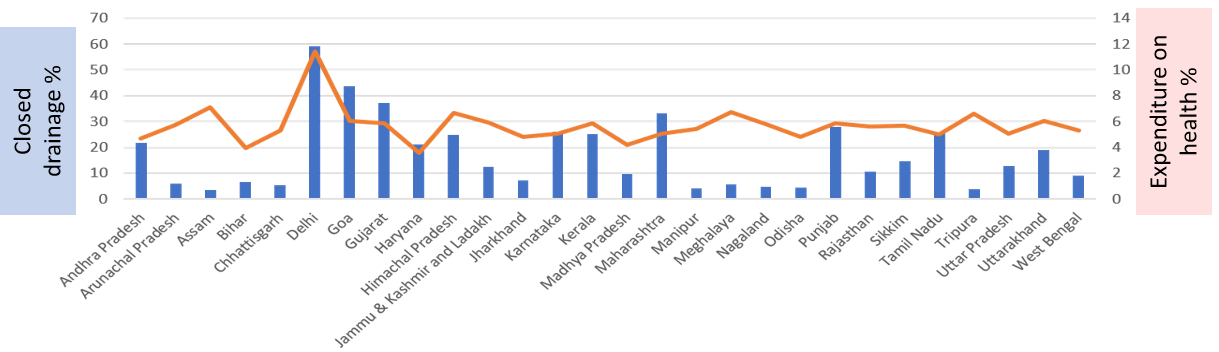 Closed
drainage %
70
60
50
40
30
20
10
0
14
12
10
8
6
4
2
0
Expenditure on
health %
Andhra Pradesh
Arunachal Pradesh
Assam
Bihar
Chhattisgarh
Delhi
Goa
Gujarat
Haryana
Himachal Pradesh
Jammu & Kashmir and Ladakh
Jharkhand
Karnataka
Kerala
Madhya Pradesh
Maharashtra
Manipur
Meghalaya
Nagaland
Odisha
Punjab
Rajasthan
Sikkim
Tamil Nadu
Tripura
Uttar Pradesh
Uttarakhand
West Bengal